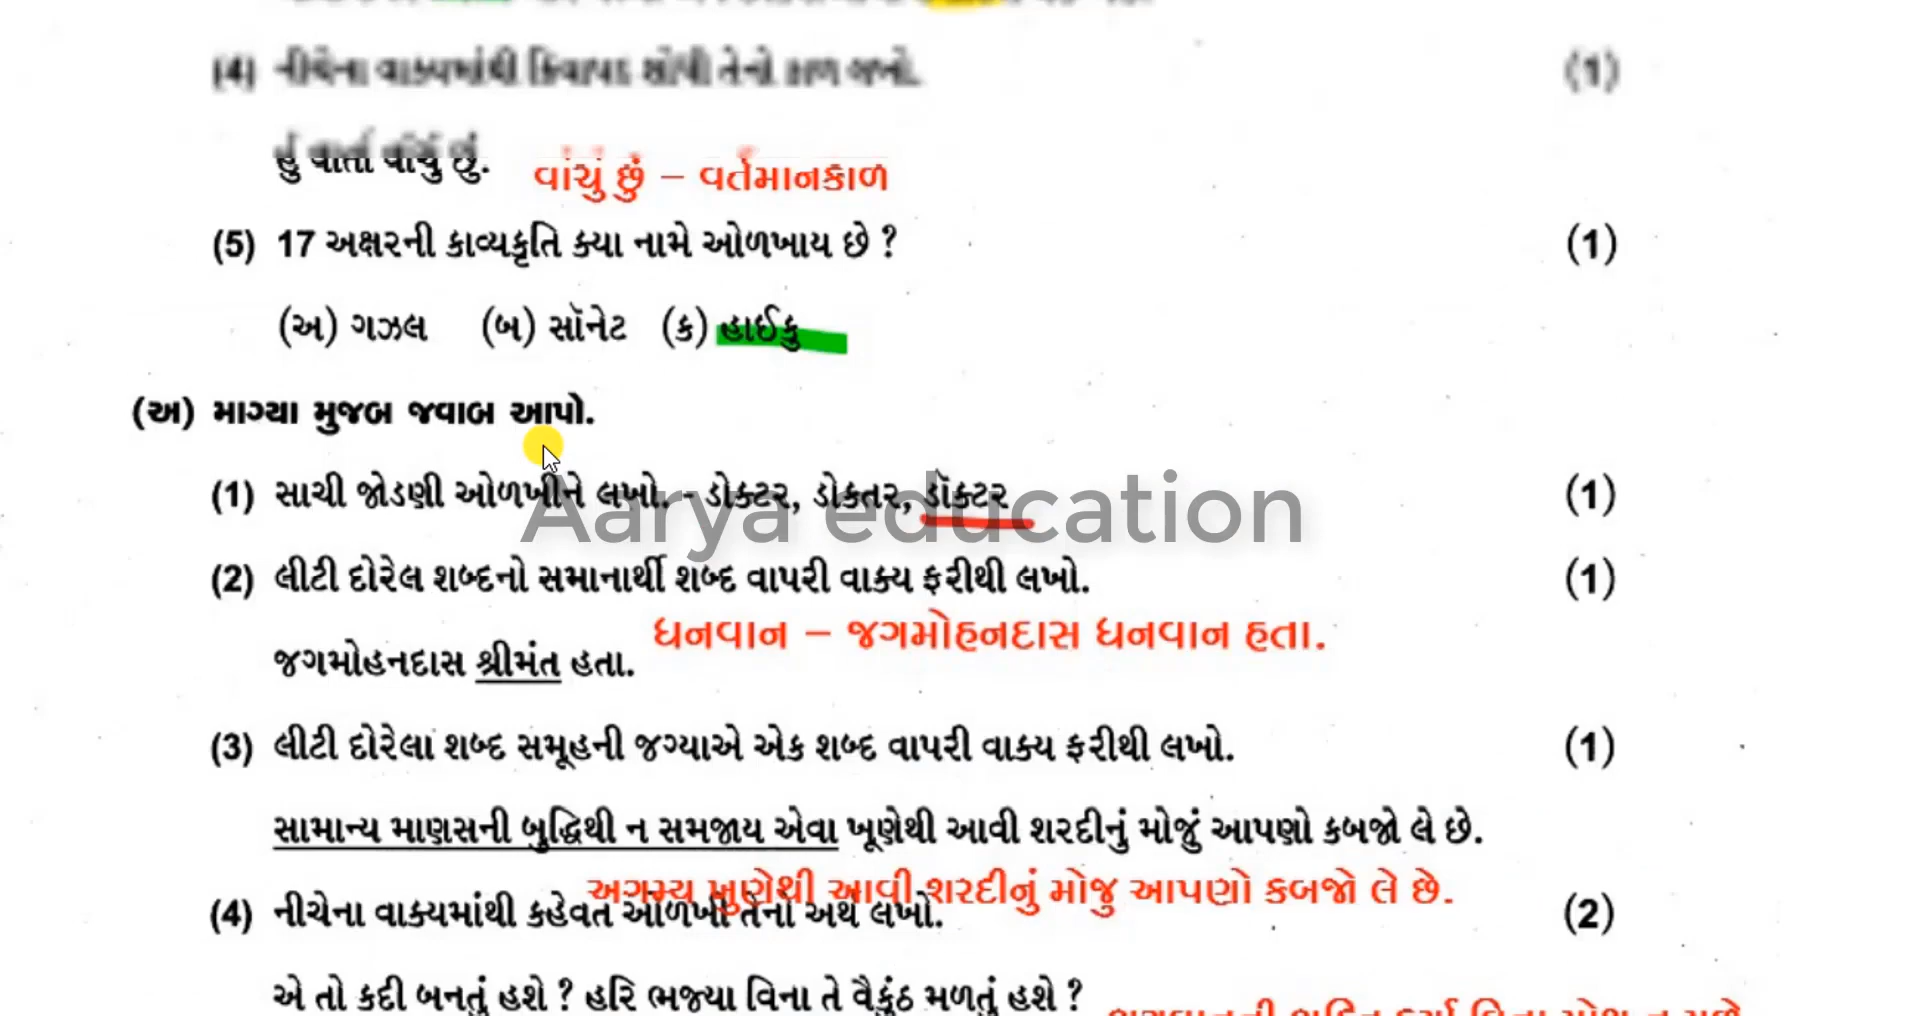 (4) નીચેના વાક્યમાંથી ક્રિયાપદ શોધી તેનો કાળ લખો. (1)
હું વાર્તા વાંચું છું. વાંચું છું – વર્તમાનકાળ
(5) 17 અક્ષરની કાવ્યકૃતિ ક્યા નામે ઓળખાય છે ? (1)
(અ) ગઝલ (બ) સૉનેટ (ક) હાઈકુ
(અ) માગ્યા મુજબ જવાબ આપો.
(1) સાચી જોડણી ઓળખીને લખો. - ડોક્ટર, ડોક્તર, ડૉક્ટર (1)
Aarya education
(2) લીટી દોરેલ શબ્દનો સમાનાર્થી શબ્દ વાપરી વાક્ય ફરીથી લખો. (1)
ધનવાન – જગમોહનદાસ ધનવાન હતા.
જગમોહનદાસ શ્રીમંત હતા.
(3) લીટી દોરેલા શબ્દ સમૂહની જગ્યાએ એક શબ્દ વાપરી વાક્ય ફરીથી લખો. (1)
સામાન્ય માણસની બુદ્ધિથી ન સમજાય એવા ખૂણેથી આવી શરદીનું મોજું આપણો કબજો લે છે.
અગમ્ય ખુણેથી આવી શરદીનું મોજુ આપણો કબજો લે છે.
(4) નીચેના વાક્યમાંથી કહેવત ઓળખી તેનો અર્થ લખો. (2)
એ તો કદી બનતું હશે ? હરિ ભજ્યા વિના તે વૈકુંઠ મળતું હશે ?